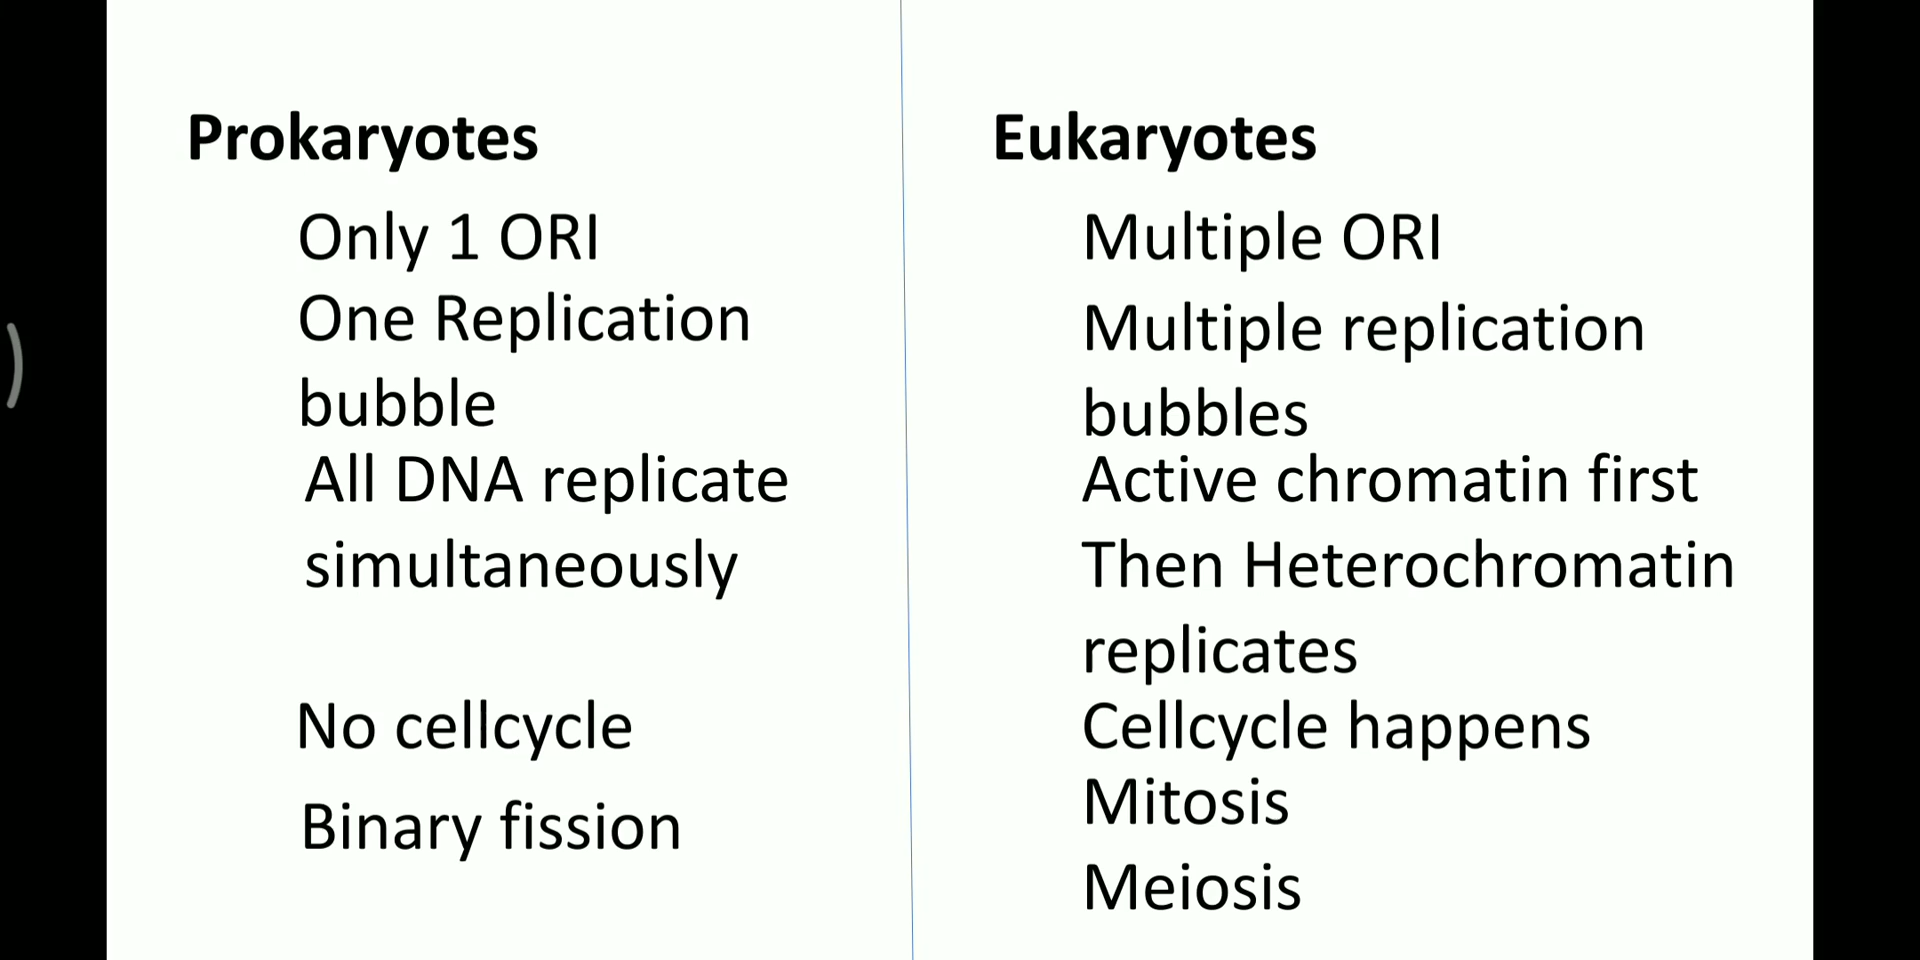 Prokaryotes
Only 1 ORI
One Replication
bubble
All DNA replicate
simultaneously
No cellcycle
Binary fission
Eukaryotes
Multiple ORI
Multiple replication
bubbles
Active chromatin first
Then Heterochromatin
replicates
Cellcycle happens
Mitosis
Meiosis